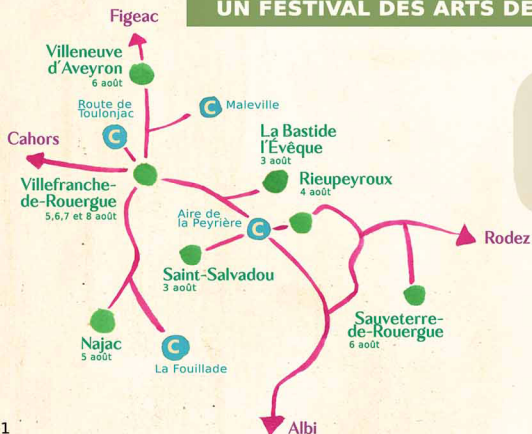 UN FESTIVAL DES ARTS DE
Figeac
Villeneuve
d'Aveyron
6 août
Route de
Toulonjac
C
C
Maleville
Cahors
La Bastide
l'Évêque
3 août
Rieupeyroux
4 août
Villefranche-
de-Rouergue
5,6,7 et 8 août
Aire de
la Peyrière
C
Rodez
Saint-Salvadou
3 août
Sauveterre-
de-Rouergue
6 août
Najac
5 août
C
La Fouillade
1
Albi